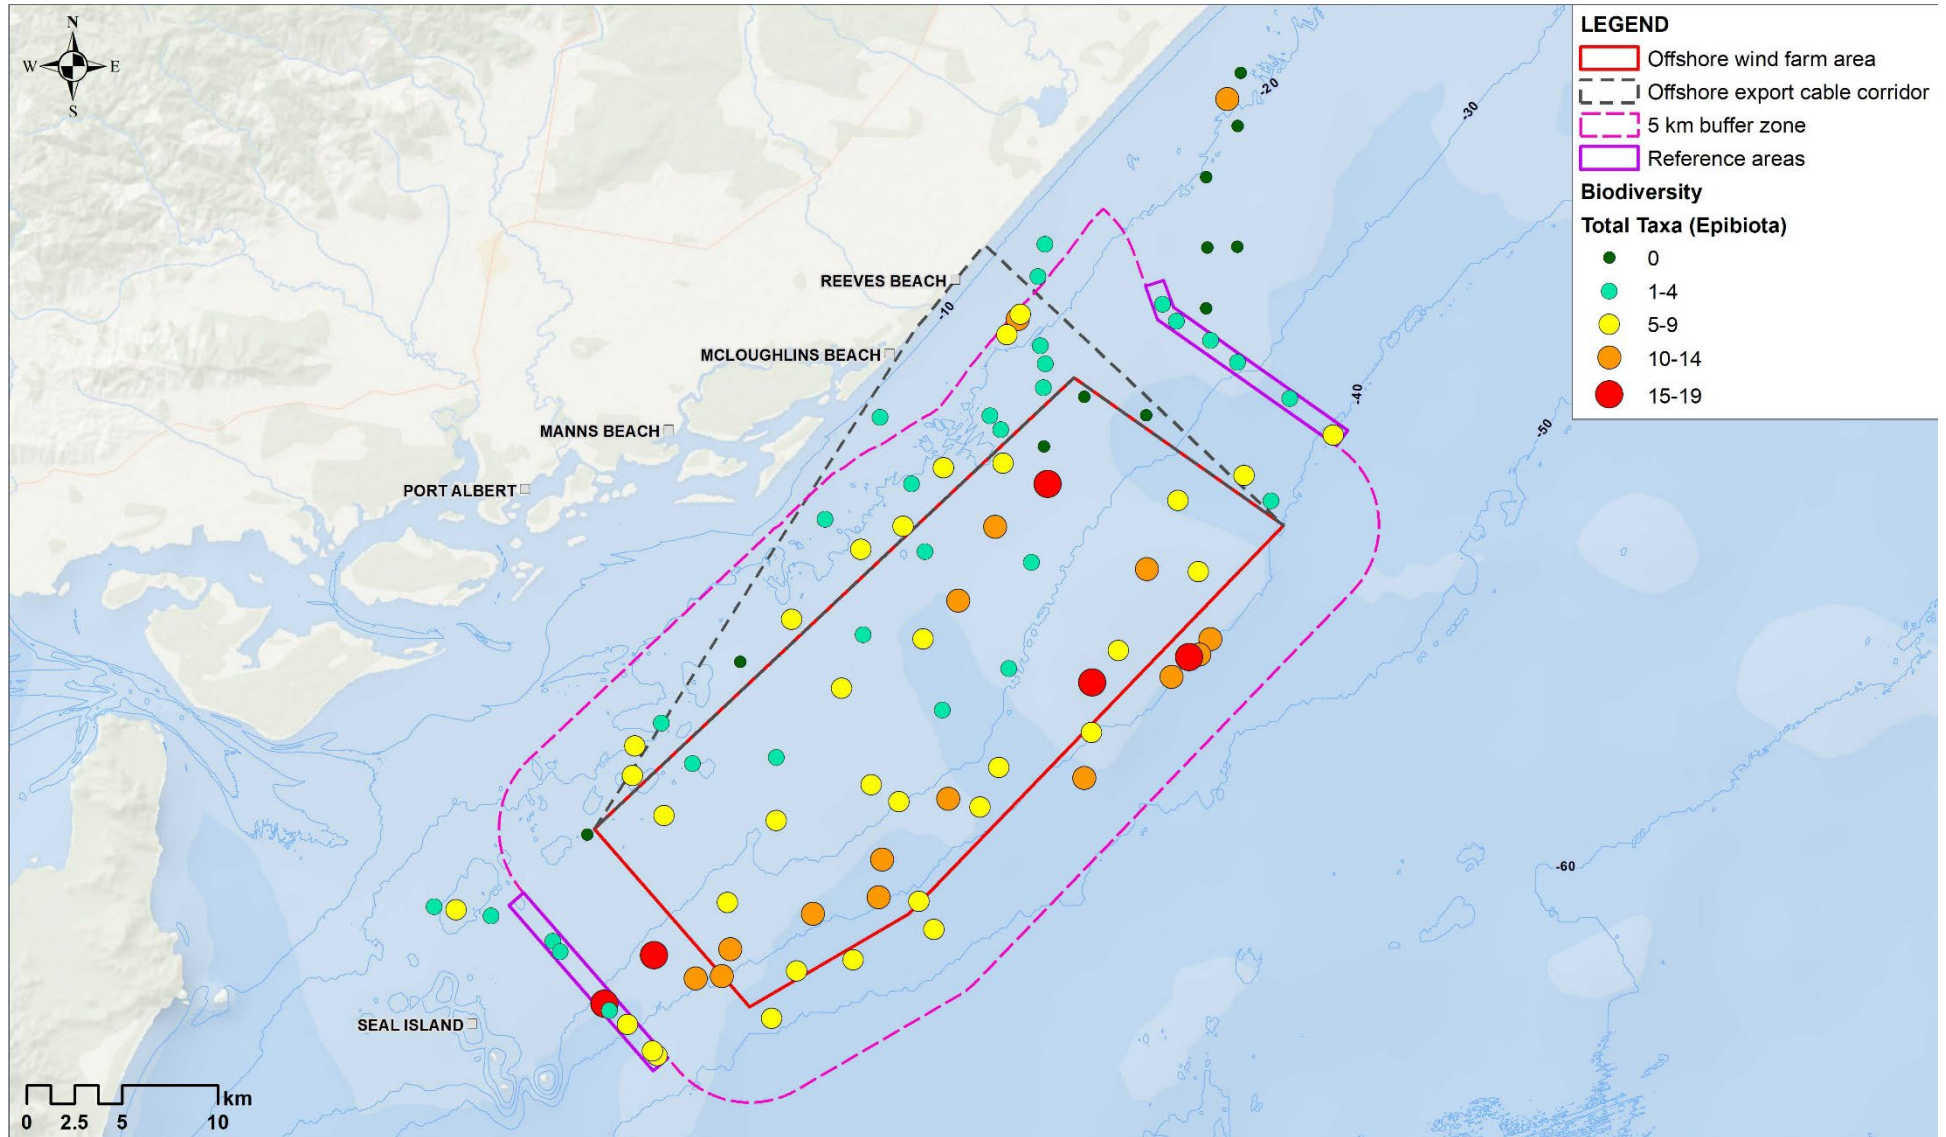 N
W E
S
LEGEND
Offshore wind farm area
Offshore export cable corridor
5 km buffer zone
Reference areas
Biodiversity
Total Taxa (Epibiota)
0
1-4
5-9
10-14
15-19
-20
-30
REEVES BEACH
-10
MCLOUGHLINS BEACH
-40
MANNS BEACH
-50
PORT ALBERT
-60
SEAL ISLAND
km
0 2.5 5 10